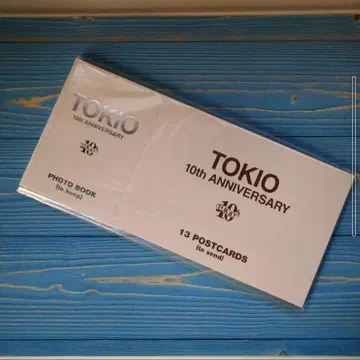 TOKIO
10th ANNIVERSARY
PHOTO BOOK
(to keep)
TOKIO
10th ANNIVERSARY
13 POSTCARDS
(to send)